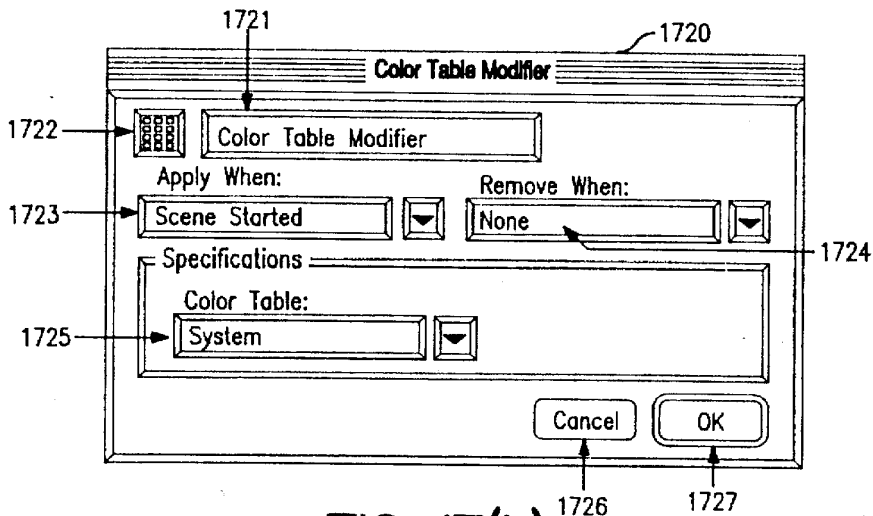 1721
1720
Color Table Modifier
1722
Color Table Modifier
Apply When:
Remove When:
1723
Scene Started
None
1724
Specifications
Color Table:
1725
System
Cancel
OK
1726
1727